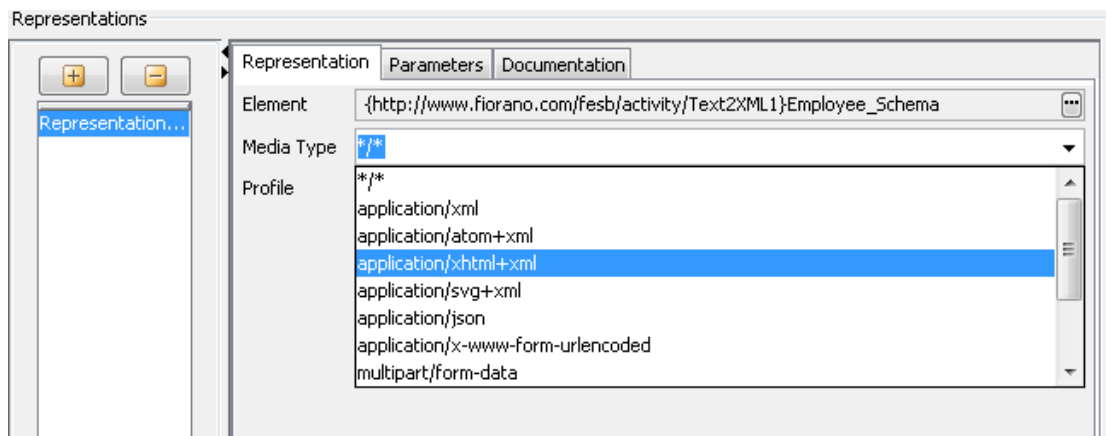 Representations
Representation Parameters Documentation
Element {http://www.fiorano.com/fesb/activity/Text2XML1}Employee_Schema ...
Representation...
Media Type */*
Profile
*/*
application/xml
application/atom+xml
application/xhtml+xml
application/svg+xml
application/json
application/x-www-form-urlencoded
multipart/form-data